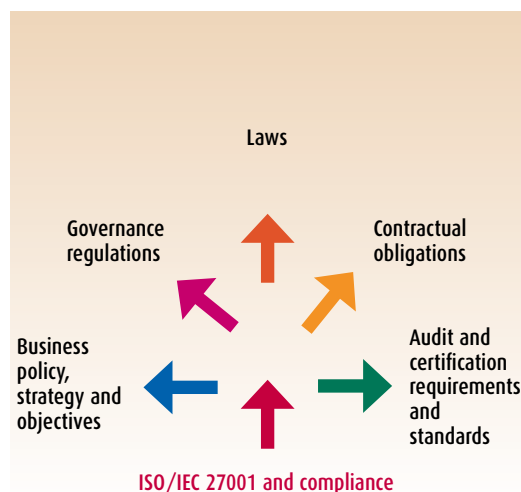 Laws
Governance
regulations
Contractual
obligations
Business
policy,
strategy and
objectives
Audit and
certification
requirements
and
standards
ISO/IEC 27001 and compliance